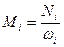 M_i = N_i / ω_i